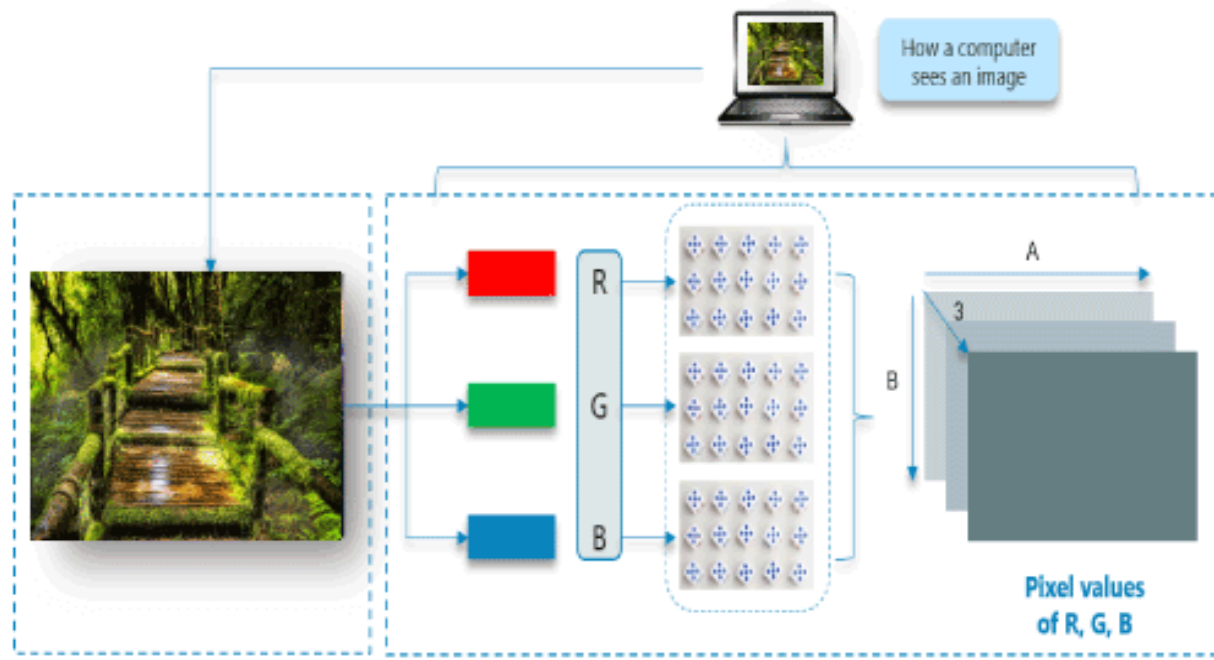 How a computer
sees an image
A
3
B
R
G
B
Pixel values
of R, G, B